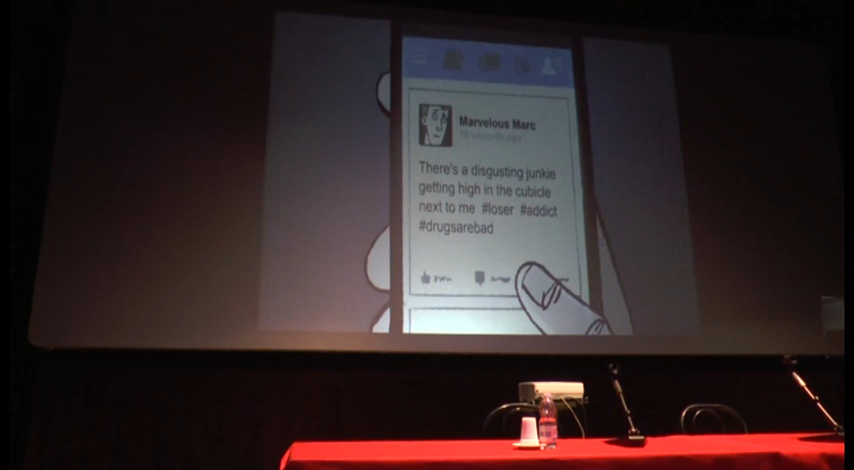 Marvelous Marc
There's a disgusting junkie
getting high in the cubicle
next to me #loser #addict
#drugsarebad